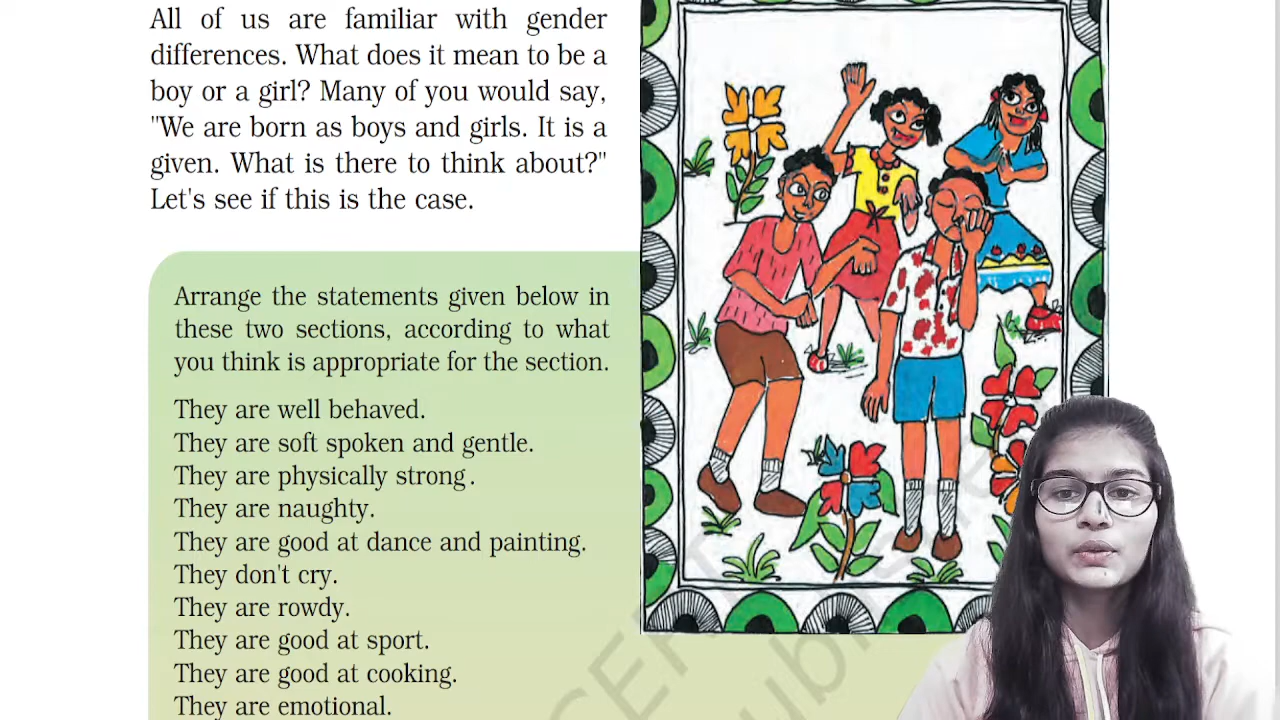 All of us are familiar with gender
differences. What does it mean to be a
boy or a girl? Many of you would say,
"We are born as boys and girls. It is a
given. What is there to think about?"
Let's see if this is the case.
Arrange the statements given below in
these two sections, according to what
you think is appropriate for the section.
They are well behaved.
They are soft spoken and gentle.
They are physically strong.
They are naughty.
They are good at dance and painting.
They don't cry.
They are rowdy.
They are good at sport.
They are good at cooking.
They are emotional.